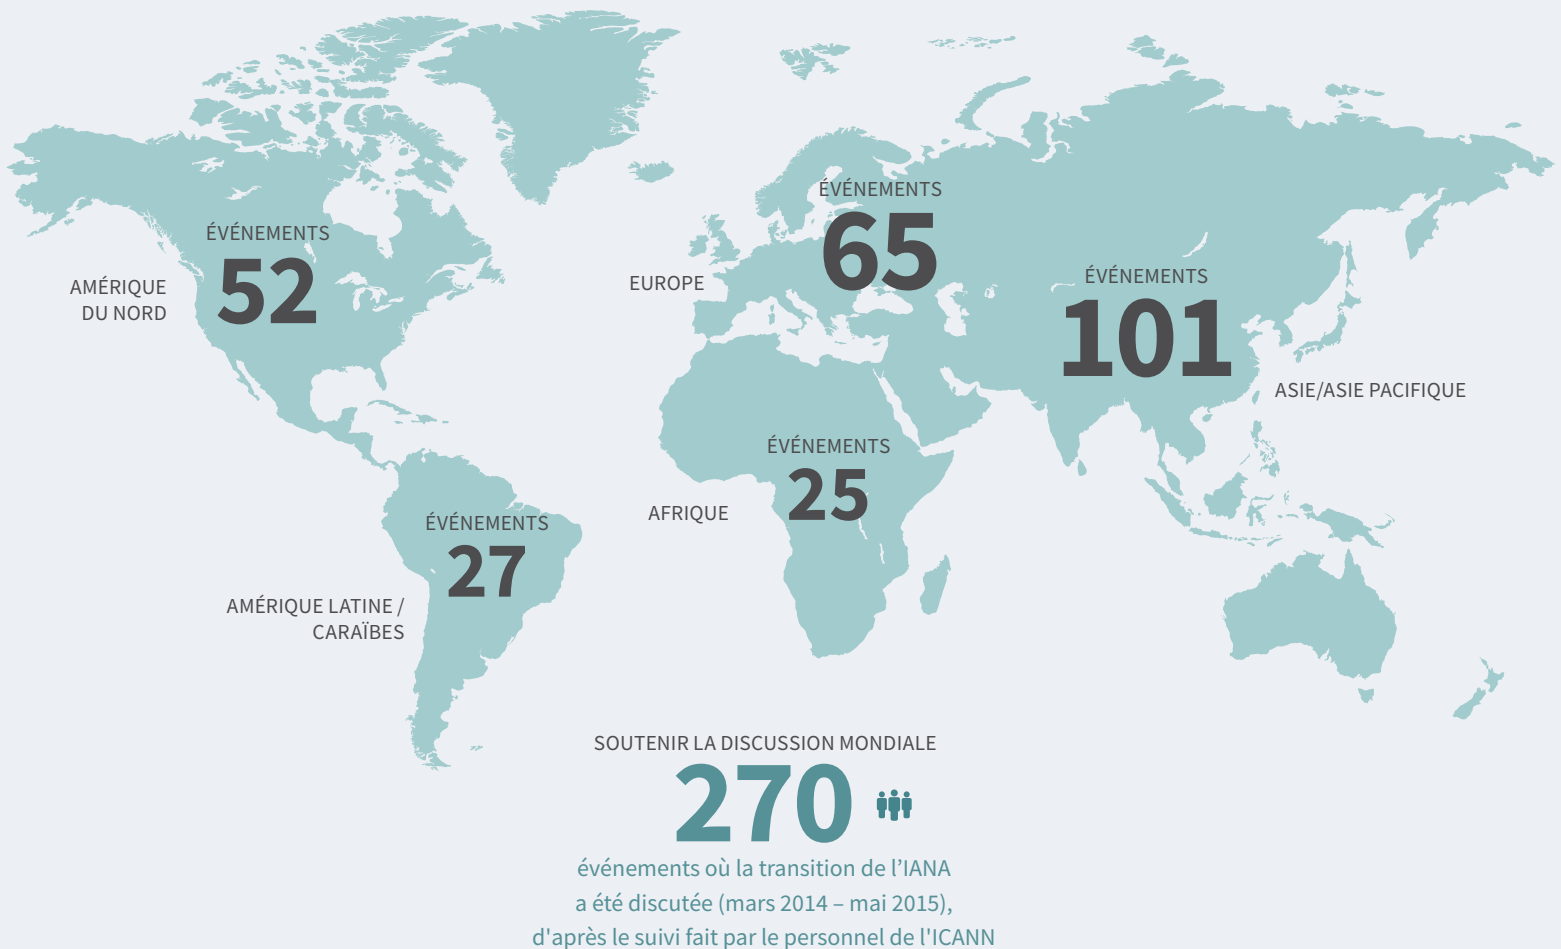 ÉVÉNEMENTS
52
AMÉRIQUE
DU NORD
ÉVÉNEMENTS
65
EUROPE
ÉVÉNEMENTS
101
ASIE/ASIE PACIFIQUE
ÉVÉNEMENTS
25
AFRIQUE
ÉVÉNEMENTS
27
AMÉRIQUE LATINE /
CARAÏBES
SOUTENIR LA DISCUSSION MONDIALE
270
événements où la transition de l’IANA
a été discutée (mars 2014 – mai 2015),
d'après le suivi fait par le personnel de l'ICANN